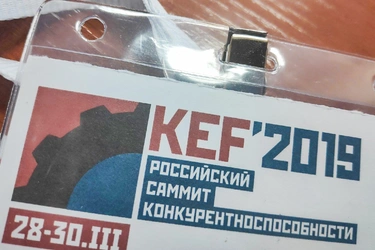 KEF'2019
РОССИЙСКИЙ
САММИТ
КОНКУРЕНТНОСПОСОБНОСТИ
28-30.III